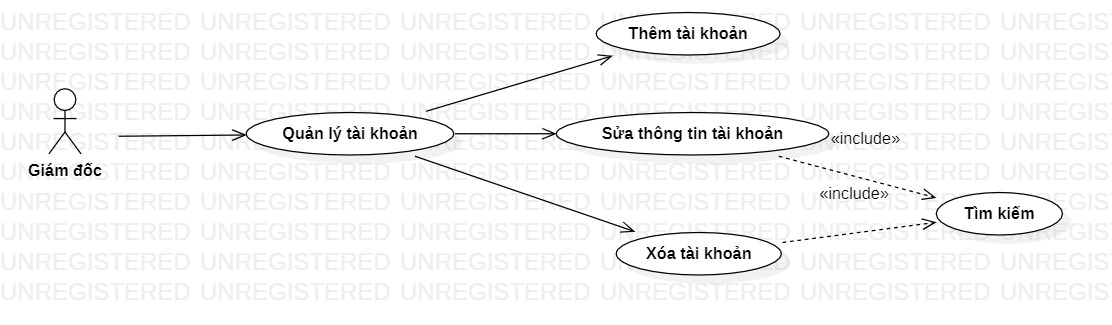 UNREGISTERED UNREGISTERED UNREGISTERED UNREGISTERED UNREGISTERED UNREGIS
Thêm tài khoản
Giám đốc
Quản lý tài khoản
Sửa thông tin tài khoản
«include»
«include»
Tìm kiếm
Xóa tài khoản